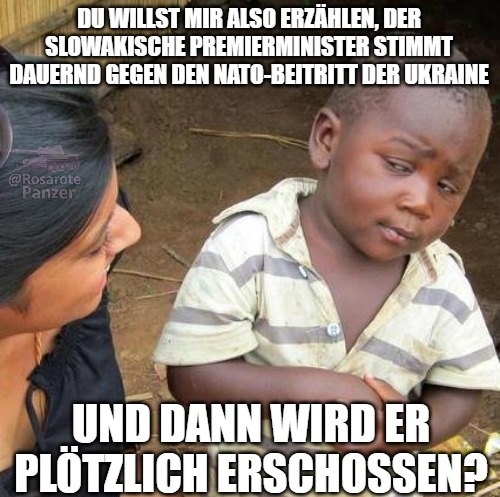 DU WILLST MIR ALSO ERZÄHLEN, DER
SLOWAKISCHE PREMIERMINISTER STIMMT
DAUERND GEGEN DEN NATO-BEITRITT DER UKRAINE
@Rosarote
Panzer
UND DANN WIRD ER
PLÖTZLICH ERSCHOSSEN?